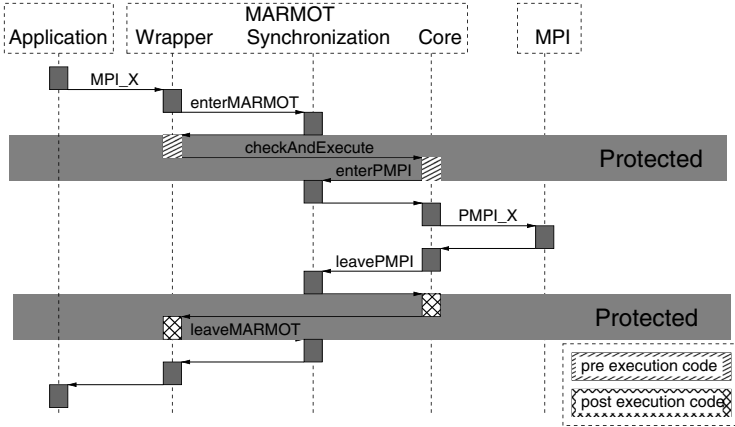 MARMOT
Application Wrapper Synchronization Core MPI
MPI_X
enterMARMOT
checkAndExecute
Protected
enterPMPI
PMPI_X
leavePMPI
Protected
leaveMARMOT
pre execution code
post execution code